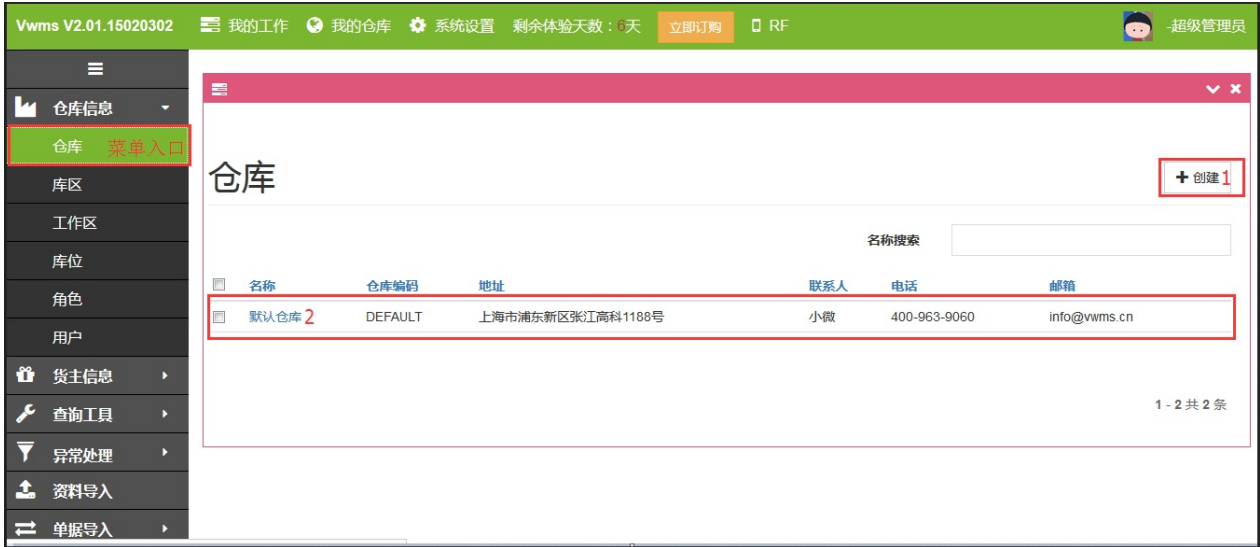 Vwms V2.01.15020302 我的工作 我的仓库 系统设置 剩余体验天数：6天 立即订购 RF -超级管理员
仓库信息
仓库 菜单入口
库区
工作区
库位
角色
用户
货主信息
查询工具
异常处理
资料导入
单据导入
仓库
创建1
名称搜索
名称 仓库编码 地址 联系人 电话 邮箱
默认仓库2 DEFAULT 上海市浦东新区张江高科1188号 小微 400-963-9060 info@vwms.cn
1 - 2 共 2 条